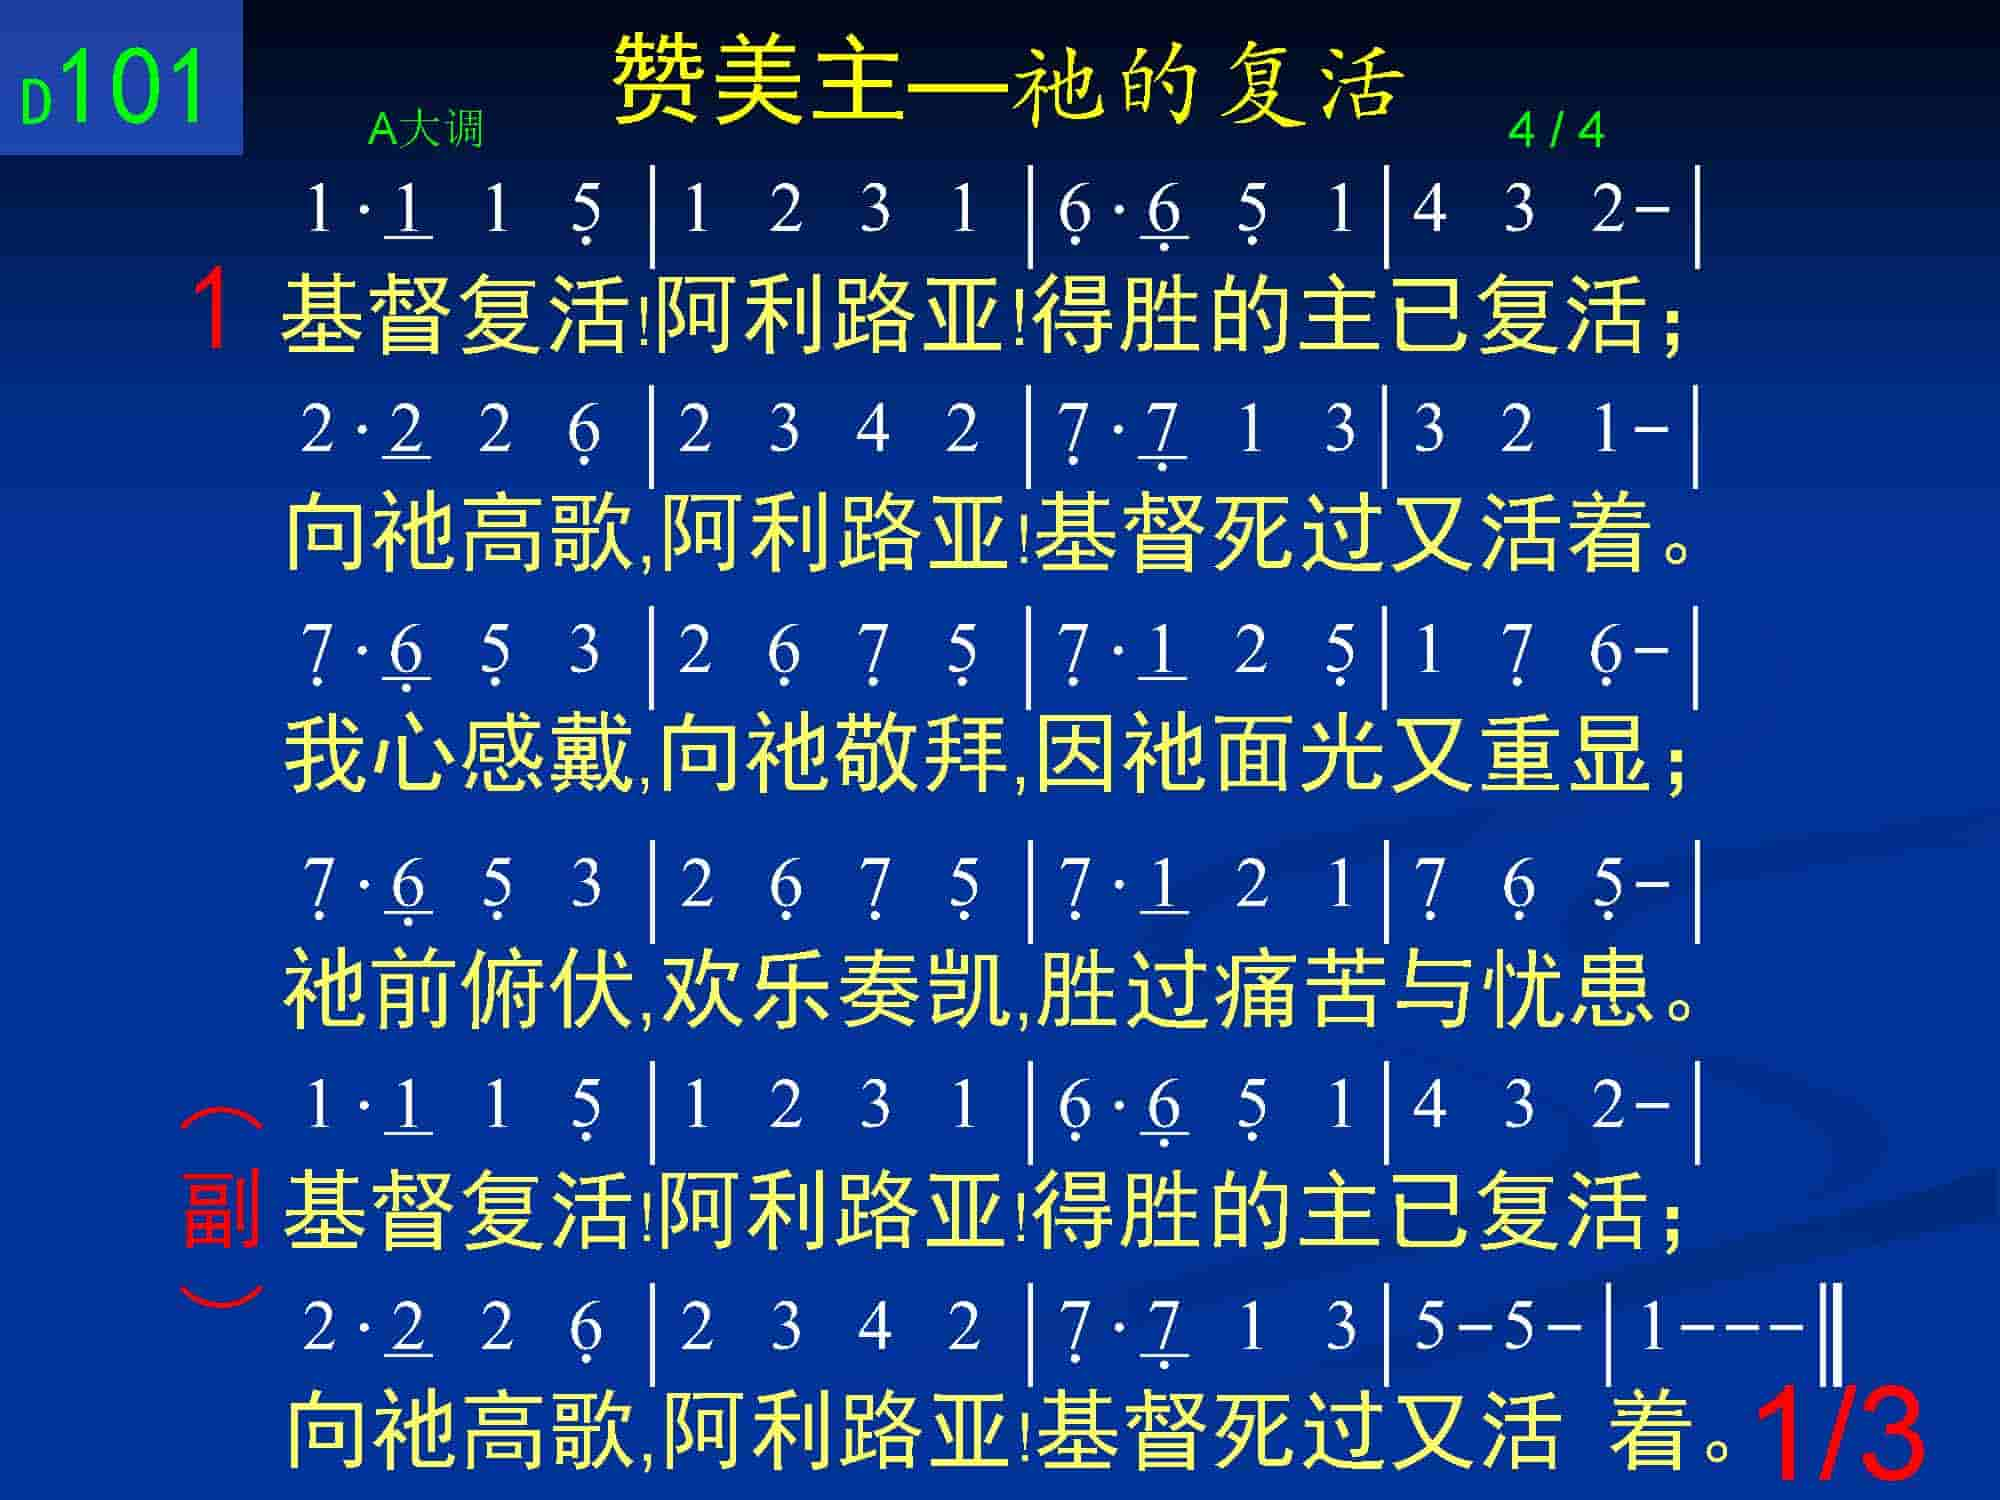 D101
赞美主—祂的复活
A大调
4 / 4
1 · 1 1 5̣ | 1 2 3 1 | 6̣ · 6̣ 5̣ 1 | 4 3 2 – |
1 基督复活!阿利路亚!得胜的主已复活;
2 · 2 2 6̣ | 2 3 4 2 | 7̣ · 7̣ 1 3 | 3 2 1 – |
向祂高歌,阿利路亚!基督死过又活着。
7̣ · 6̣ 5̣ 3 | 2 6̣ 7̣ 5̣ | 7̣ · 1 2 5̣ | 1 7̣ 6̣ – |
我心感戴,向祂敬拜,因祂面光又重显;
7̣ · 6̣ 5̣ 3 | 2 6̣ 7̣ 5̣ | 7̣ · 1 2 1 | 7̣ 6̣ 5̣ – |
祂前俯伏,欢乐奏凯,胜过痛苦与忧患。
1 · 1 1 5̣ | 1 2 3 1 | 6̣ · 6̣ 5̣ 1 | 4 3 2 – |
(副) 基督复活!阿利路亚!得胜的主已复活;
2 · 2 2 6̣ | 2 3 4 2 | 7̣ · 7̣ 1 3 | 5 – 5 – | 1 – – – ‖
向祂高歌,阿利路亚!基督死过又活 着。
1/3